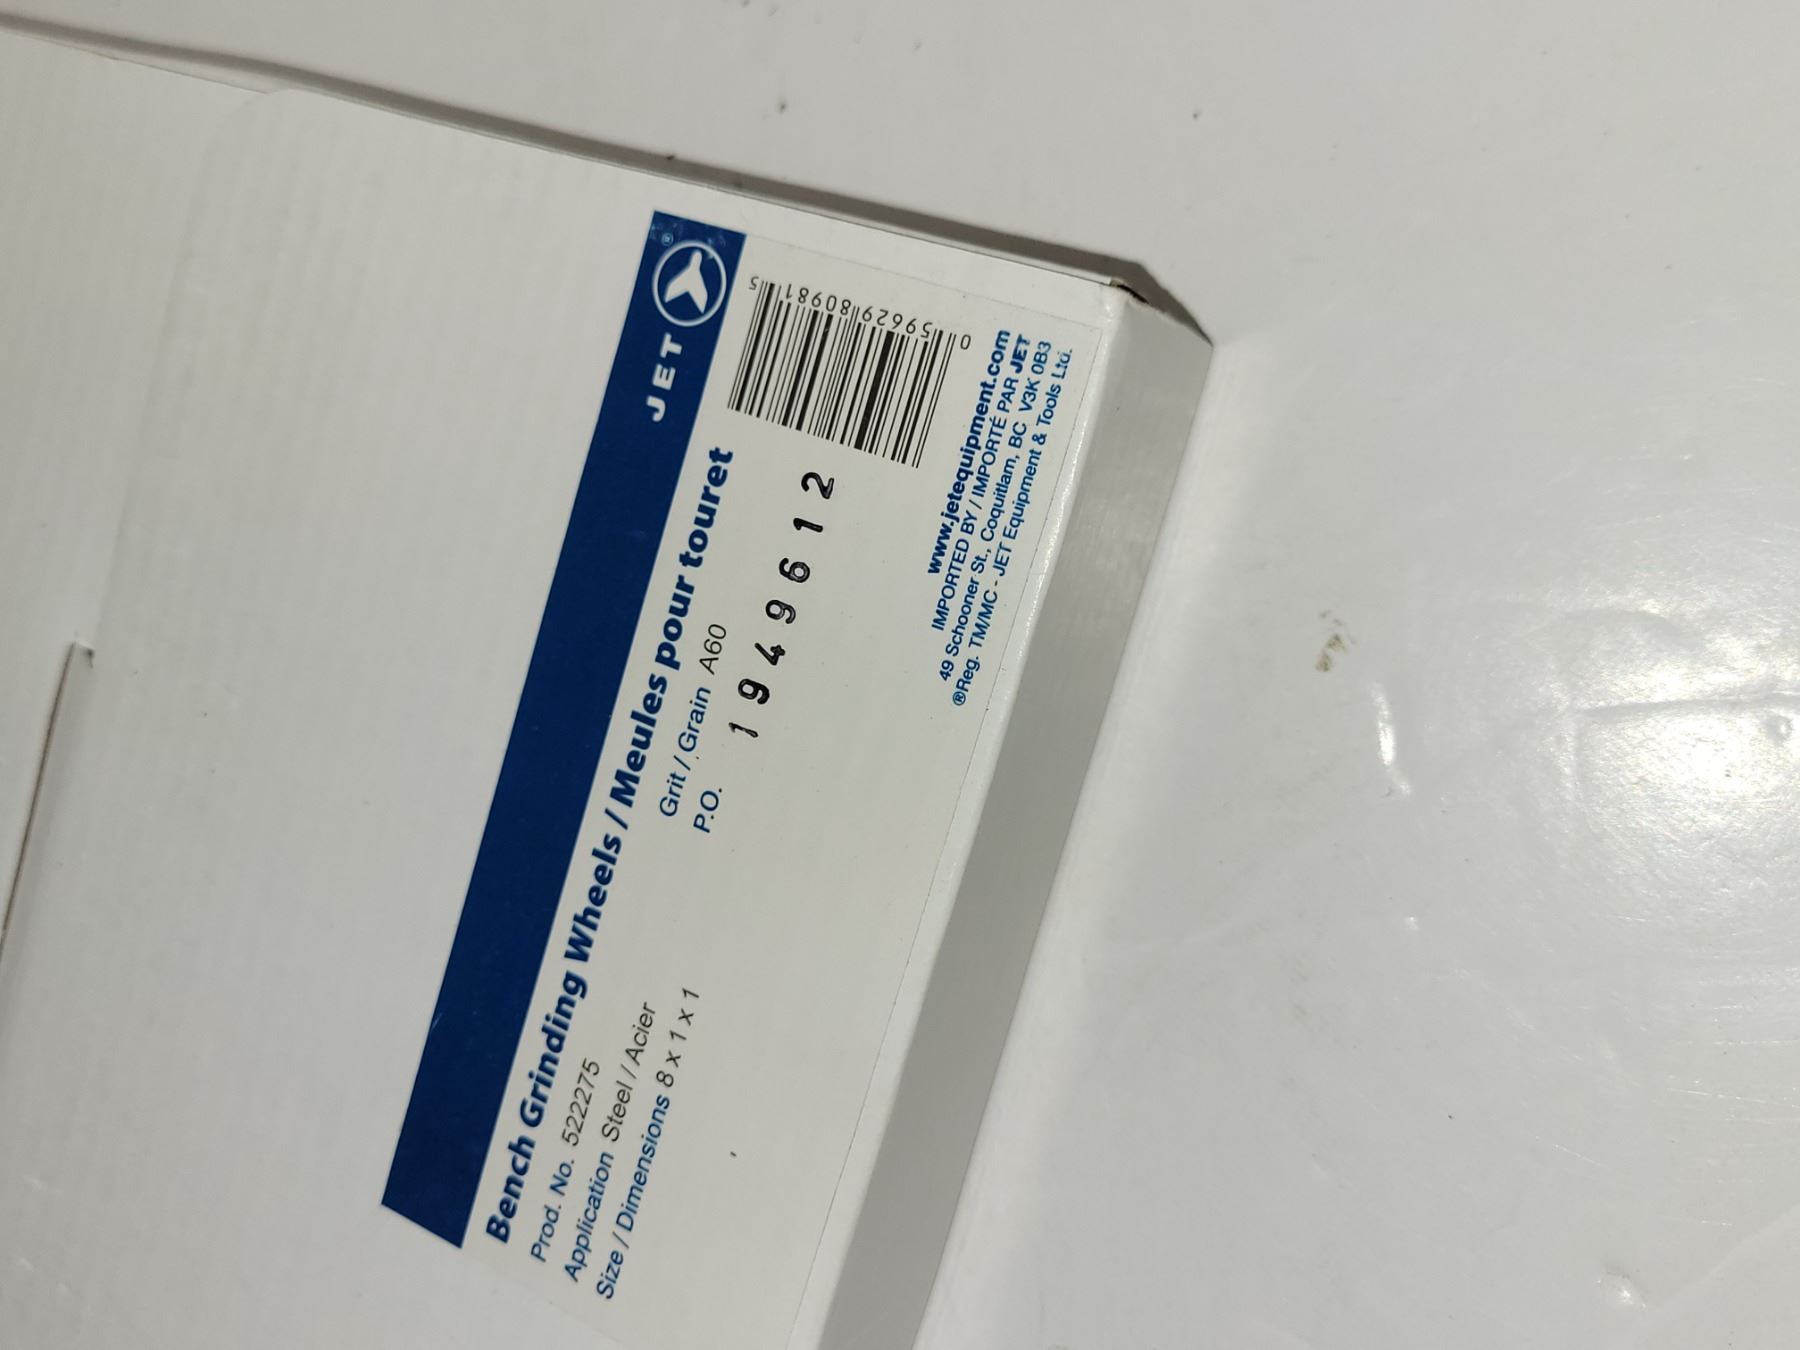 JET
®
Bench Grinding Wheels / Meules pour touret
Prod. No. 522275
Application Steel / Acier
Size / Dimensions 8 x 1 x 1
Grit / Grain A60
P.O. 1949612
0 59629 80981 5
www.jetequipment.com
IMPORTED BY / IMPORTÉ PAR JET
49 Schooner St., Coquitlam, BC V3K 0B3
®Reg. TM/MC - JET Equipment & Tools Ltd.